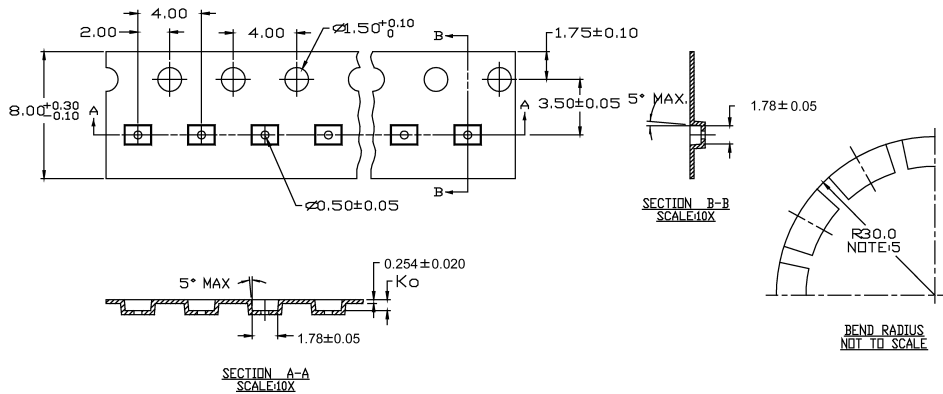 4.00
2.00
4.00
Ø1.50 +0.10 0
B
1.75±0.10
8.00 +0.30 -0.10
A
A
3.50±0.05
Ø0.50±0.05
B
5° MAX.
1.78±0.05
SECTION B-B
SCALE:10X
R30.0
NOTE:5
BEND RADIUS
NOT TO SCALE
5° MAX
0.254±0.020
Ko
1.78±0.05
SECTION A-A
SCALE:10X